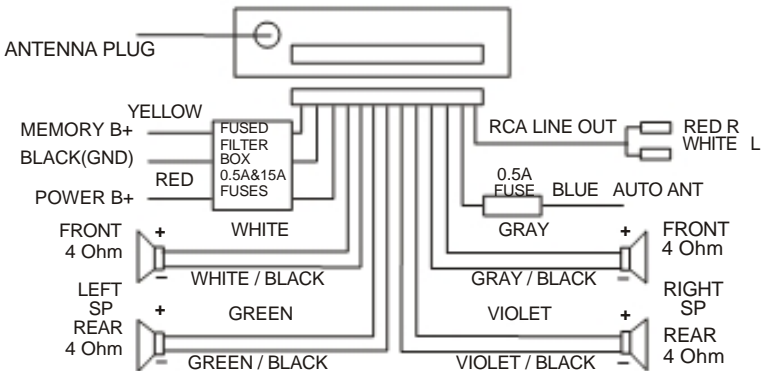 ANTENNA PLUG
YELLOW
MEMORY B+
BLACK(GND)
RED
POWER B+
FUSED
FILTER
BOX
0.5A&15A
FUSES
RCA LINE OUT
RED R
WHITE L
0.5A
FUSE
BLUE
AUTO ANT
FRONT
4 Ohm
+
–
WHITE
WHITE / BLACK
LEFT
SP
REAR
4 Ohm
+
–
GREEN
GREEN / BLACK
GRAY
GRAY / BLACK
+
–
FRONT
4 Ohm
RIGHT
SP
VIOLET
VIOLET / BLACK
+
–
REAR
4 Ohm